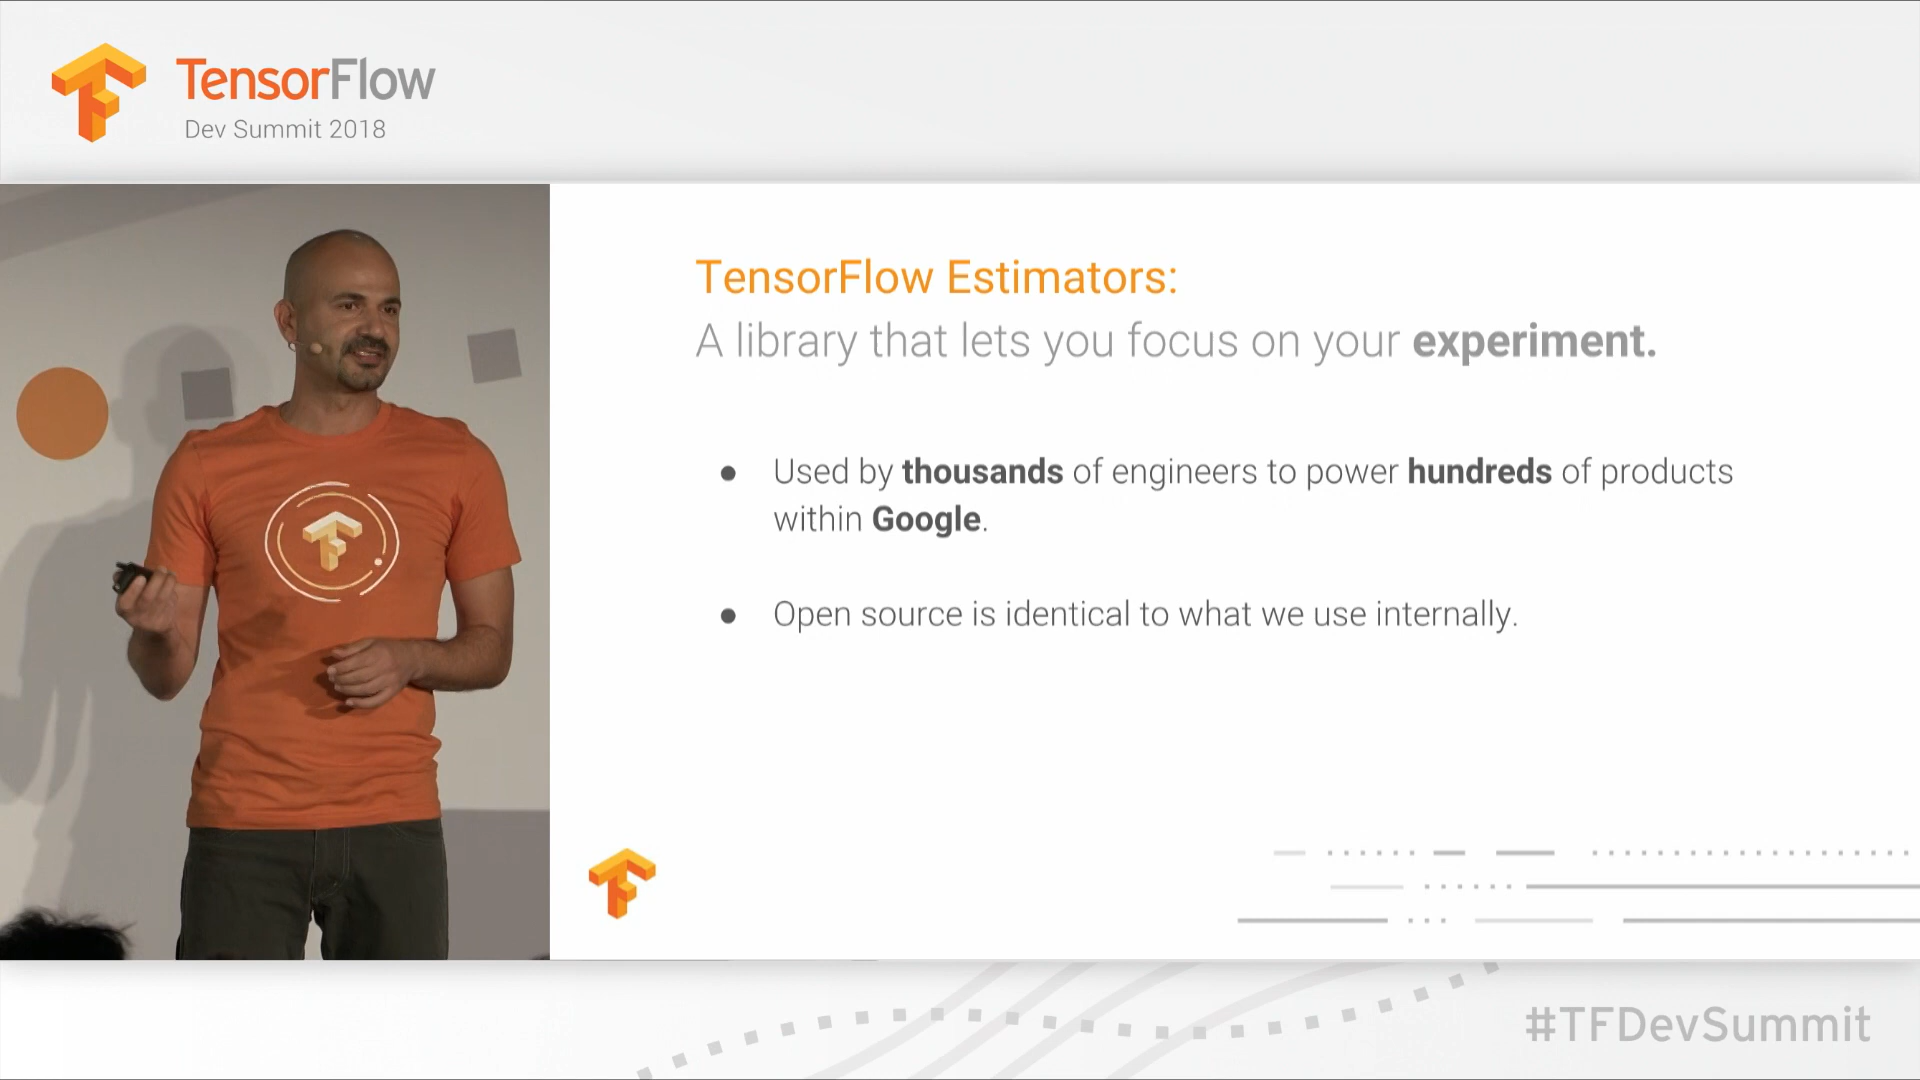 TensorFlow
Dev Summit 2018
TensorFlow Estimators:
A library that lets you focus on your experiment.
● Used by thousands of engineers to power hundreds of products
within Google.
● Open source is identical to what we use internally.
#TFDevSummit